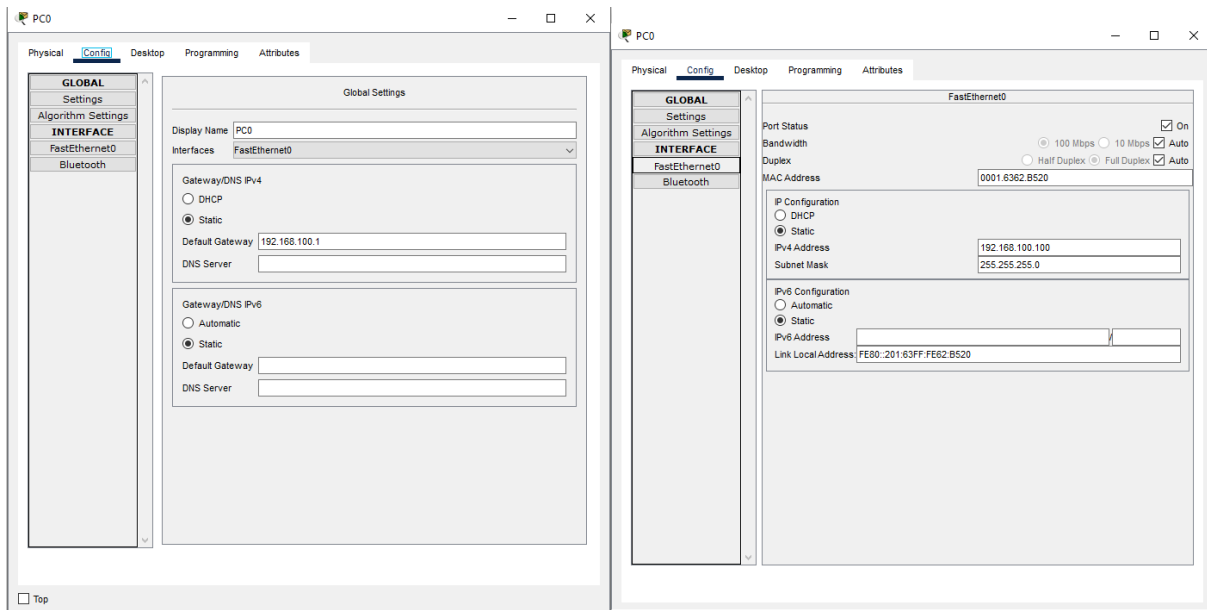 PC0
Physical Config Desktop Programming Attributes
GLOBAL
Settings
Algorithm Settings
INTERFACE
FastEthernet0
Bluetooth
Global Settings
Display Name PC0
Interfaces FastEthernet0
Gateway/DNS IPv4
DHCP
Static
Default Gateway 192.168.100.1
DNS Server
Gateway/DNS IPv6
Automatic
Static
Default Gateway
DNS Server
Top
PC0
Physical Config Desktop Programming Attributes
GLOBAL
Settings
Algorithm Settings
INTERFACE
FastEthernet0
Bluetooth
FastEthernet0
Port Status On
Bandwidth 100 Mbps 10 Mbps Auto
Duplex Half Duplex Full Duplex Auto
MAC Address 0001.6362.B520
IP Configuration
DHCP
Static
IPv4 Address 192.168.100.100
Subnet Mask 255.255.255.0
IPv6 Configuration
Automatic
Static
IPv6 Address /
Link Local Address: FE80::201:63FF:FE62:B520